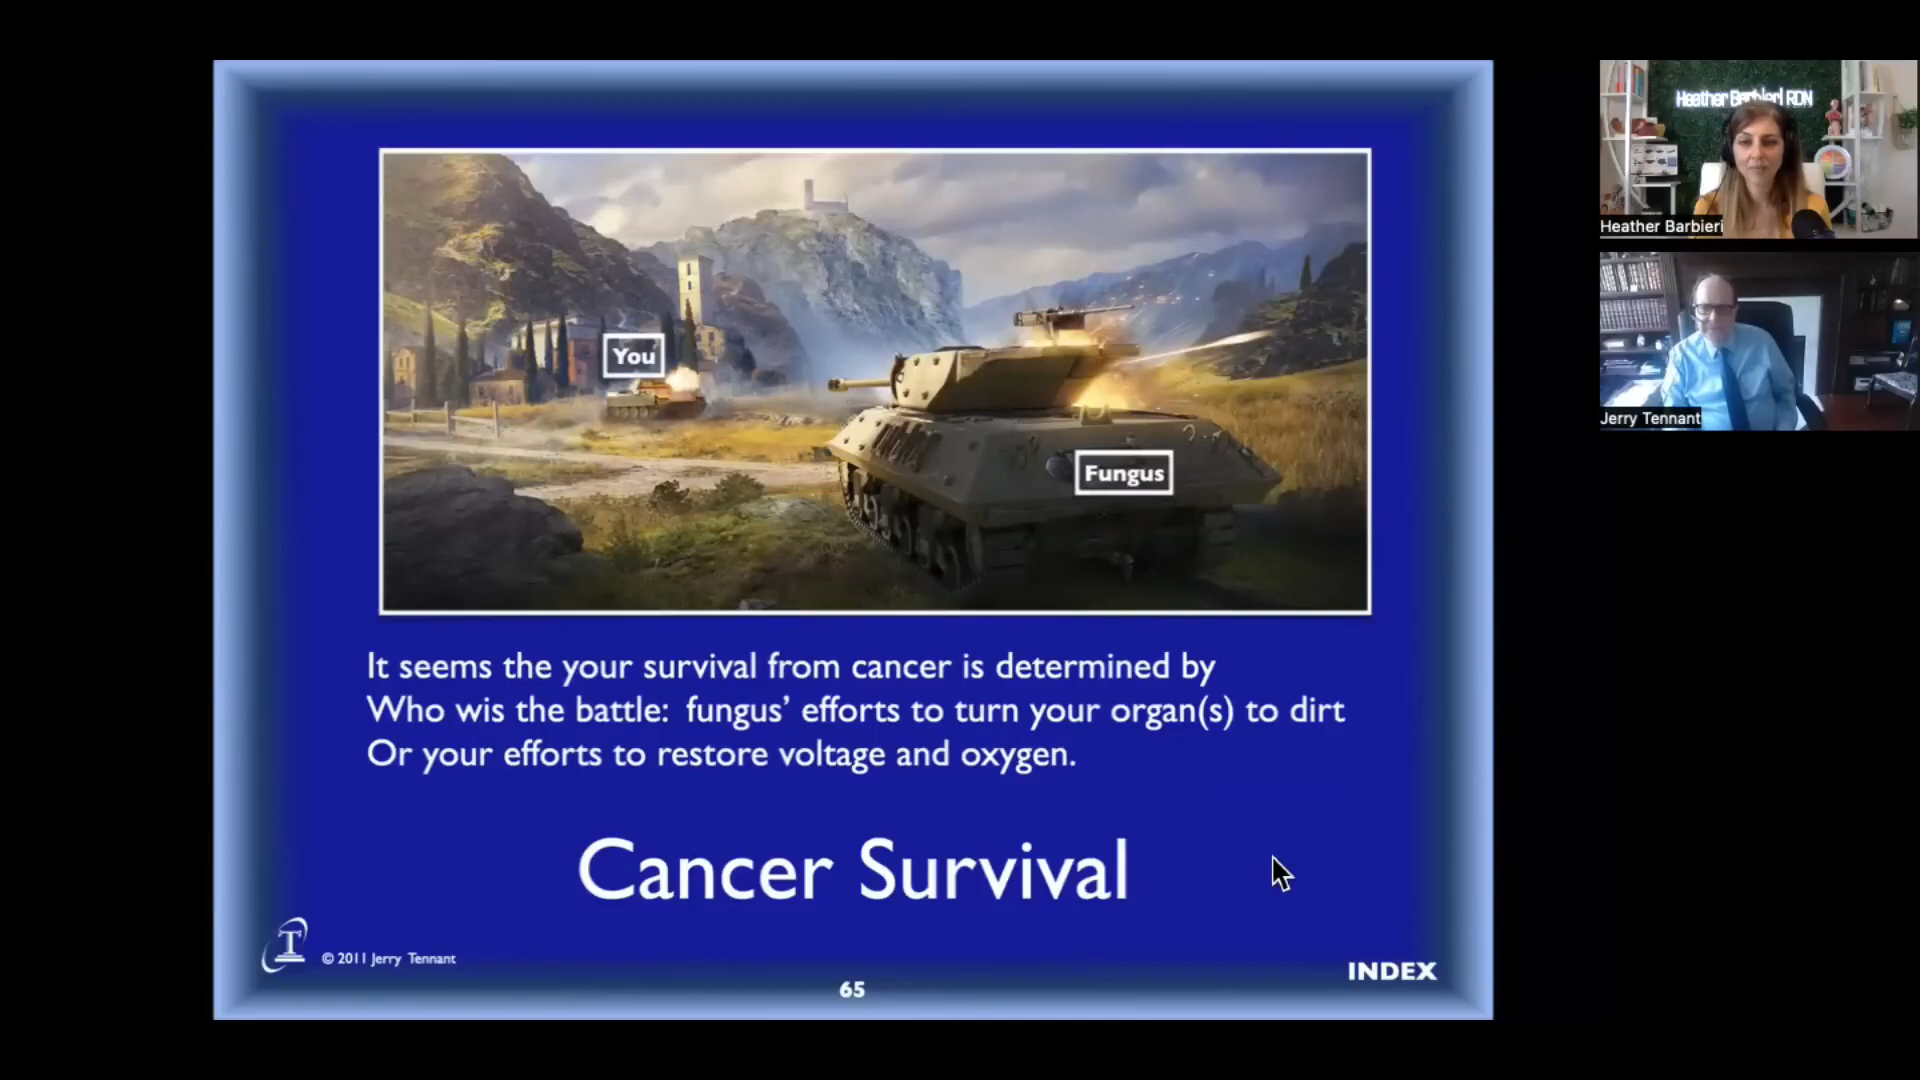 Heather Barbieri RDN
Heather Barbieri
Jerry Tennant
You
Fungus
It seems the your survival from cancer is determined by
Who wis the battle: fungus’ efforts to turn your organ(s) to dirt
Or your efforts to restore voltage and oxygen.
Cancer Survival
T
© 2011 Jerry Tennant
INDEX
65